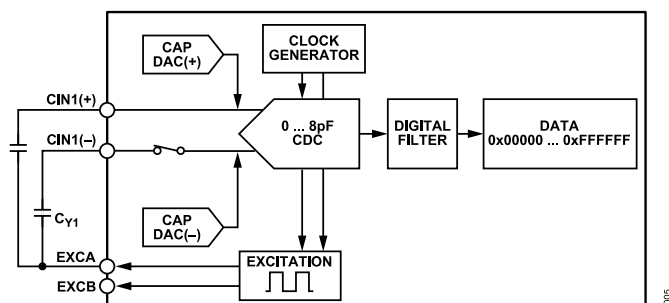 CAP
DAC(+)
CLOCK
GENERATOR
CIN1(+)
0 ... 8pF
CDC
DIGITAL
FILTER
DATA
0x00000 ... 0xFFFFFF
CIN1(–)
CY1
CAP
DAC(–)
EXCA
EXCITATION
EXCB